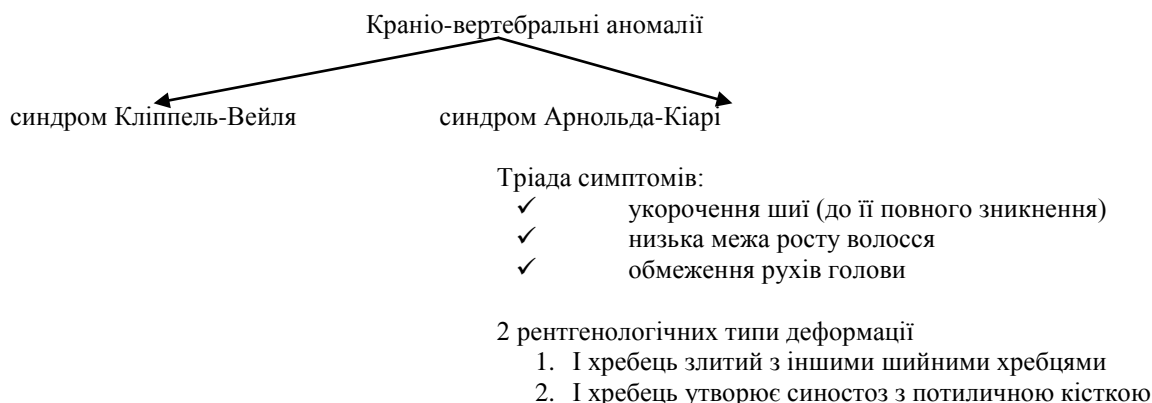 Краніо-вертебральні аномалії
синдром Кліппель-Вейля синдром Арнольда-Кіарі
Тріада симптомів:
✓ укорочення шиї (до її повного зникнення)
✓ низька межа росту волосся
✓ обмеження рухів голови
2 рентгенологічних типи деформації
1. І хребець злитий з іншими шийними хребцями
2. І хребець утворює синостоз з потиличною кісткою